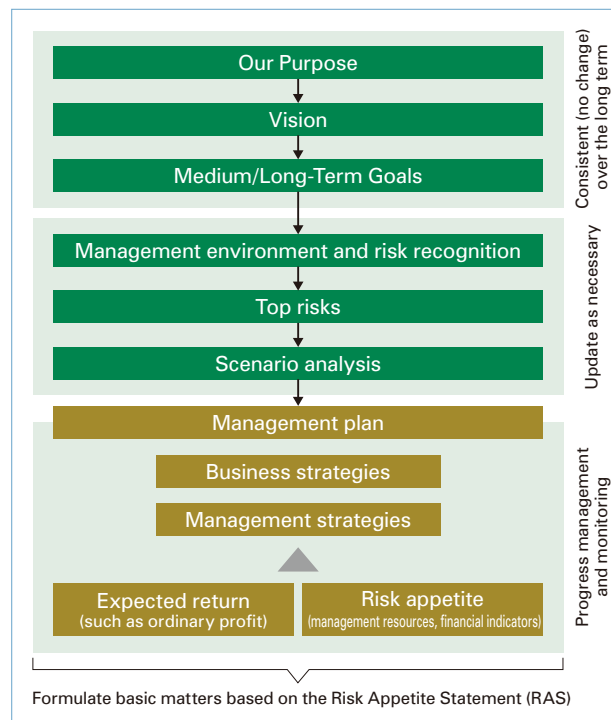 Our Purpose
Vision
Medium/Long-Term Goals
Consistent (no change)
over the long term
Management environment and risk recognition
Top risks
Scenario analysis
Update as necessary
Management plan
Business strategies
Management strategies
Expected return
(such as ordinary profit)
Risk appetite
(management resources, financial indicators)
Progress management
and monitoring
Formulate basic matters based on the Risk Appetite Statement (RAS)